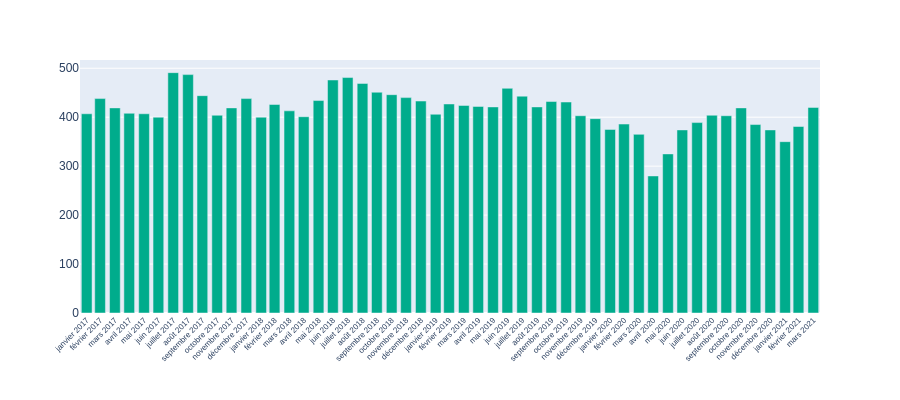 500
400
300
200
100
0
janvier 2017
février 2017
mars 2017
avril 2017
mai 2017
juin 2017
juillet 2017
août 2017
septembre 2017
octobre 2017
novembre 2017
décembre 2017
janvier 2018
février 2018
mars 2018
avril 2018
mai 2018
juin 2018
juillet 2018
août 2018
septembre 2018
octobre 2018
novembre 2018
décembre 2018
janvier 2019
février 2019
mars 2019
avril 2019
mai 2019
juin 2019
juillet 2019
août 2019
septembre 2019
octobre 2019
novembre 2019
décembre 2019
janvier 2020
février 2020
mars 2020
avril 2020
mai 2020
juin 2020
juillet 2020
août 2020
septembre 2020
octobre 2020
novembre 2020
décembre 2020
janvier 2021
février 2021
mars 2021